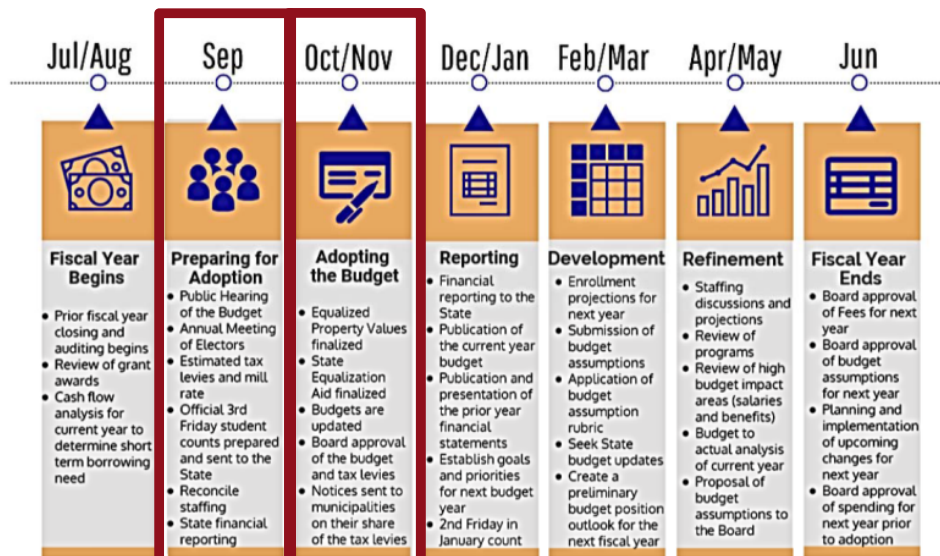 Jul/Aug
Sep
Oct/Nov
Dec/Jan
Feb/Mar
Apr/May
Jun
Fiscal Year
Begins
• Prior fiscal year
closing and
auditing begins
• Review of grant
awards
• Cash flow
analysis for
current year to
determine short
term borrowing
need
Preparing for
Adoption
• Public Hearing
of the Budget
• Annual Meeting
of Electors
• Estimated tax
levies and mill
rate
• Official 3rd
Friday student
counts prepared
and sent to the
State
• Reconcile
staffing
• State financial
reporting
Adopting
the Budget
• Equalized
Property Values
finalized
• State
Equalization
Aid finalized
• Budgets are
updated
• Board approval
of the budget
and tax levies
• Notices sent to
municipalities
on their share
of the tax levies
Reporting
• Financial
reporting to the
State
• Publication of
the current year
budget
• Publication and
presentation of
the prior year
financial
statements
• Establish goals
and priorities
for next budget
year
• 2nd Friday in
January count
Development
• Enrollment
projections for
next year
• Submission of
budget
assumptions
• Application of
budget
assumption
rubric
• Seek State
budget updates
• Create a
preliminary
budget position
outlook for the
next fiscal year
Refinement
• Staffing
discussions and
projections
• Review of
programs
• Review of high
budget impact
areas (salaries
and benefits)
• Budget to
actual analysis
of current year
• Proposal of
budget
assumptions to
the Board
Fiscal Year
Ends
• Board approval
of Fees for next
year
• Board approval
of budget
assumptions
for next year
• Planning and
implementation
of upcoming
changes for
next year
• Board approval
of spending for
next year prior
to adoption